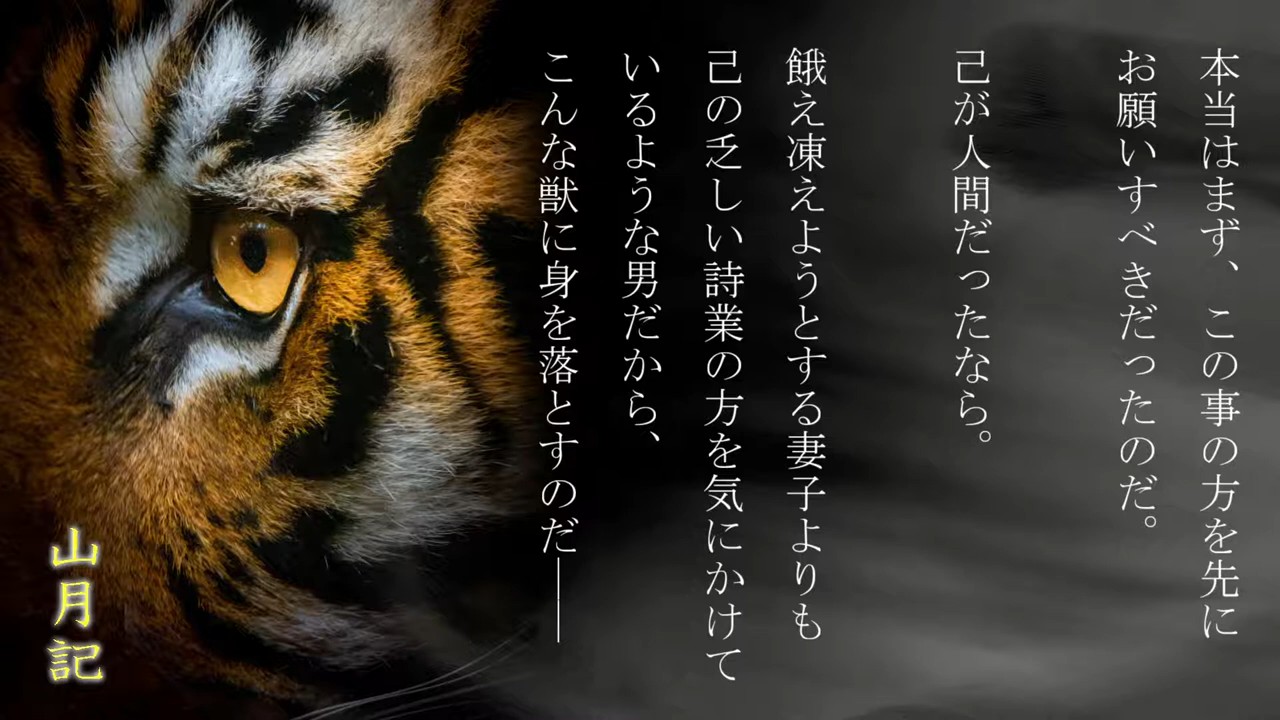 本当はまず、この事の方を先に
お願いすべきだったのだ。
己が人間だったなら。
餓え凍えようとする妻子よりも
己の乏しい詩業の方を気にかけて
いるような男だから、
こんな獣に身を落とすのだ――
山月記